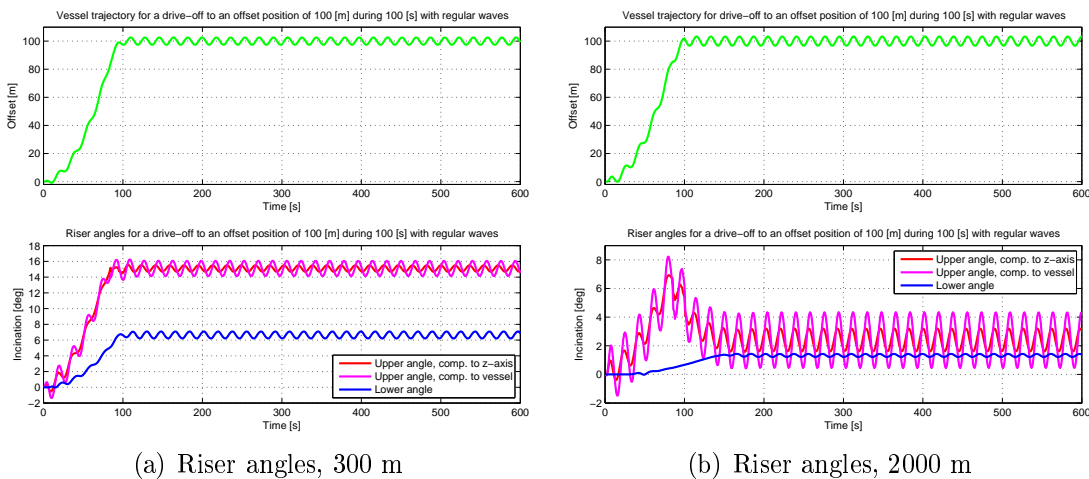 Vessel trajectory for a drive-off to an offset position of 100 [m] during 100 [s] with regular waves
Offset [m]
100
80
60
40
20
0
0 100 200 300 400 500 600
Time [s]
Riser angles for a drive-off to an offset position of 100 [m] during 100 [s] with regular waves
Inclination [deg]
18
16
14
12
10
8
6
4
2
0
−2
Upper angle, comp. to z−axis
Upper angle, comp. to vessel
Lower angle
0 100 200 300 400 500 600
Time [s]
(a) Riser angles, 300 m
Vessel trajectory for a drive-off to an offset position of 100 [m] during 100 [s] with regular waves
Offset [m]
100
80
60
40
20
0
0 100 200 300 400 500 600
Time [s]
Riser angles for a drive-off to an offset position of 100 [m] during 100 [s] with regular waves
Inclination [deg]
8
6
4
2
0
−2
Upper angle, comp. to z−axis
Upper angle, comp. to vessel
Lower angle
0 100 200 300 400 500 600
Time [s]
(b) Riser angles, 2000 m